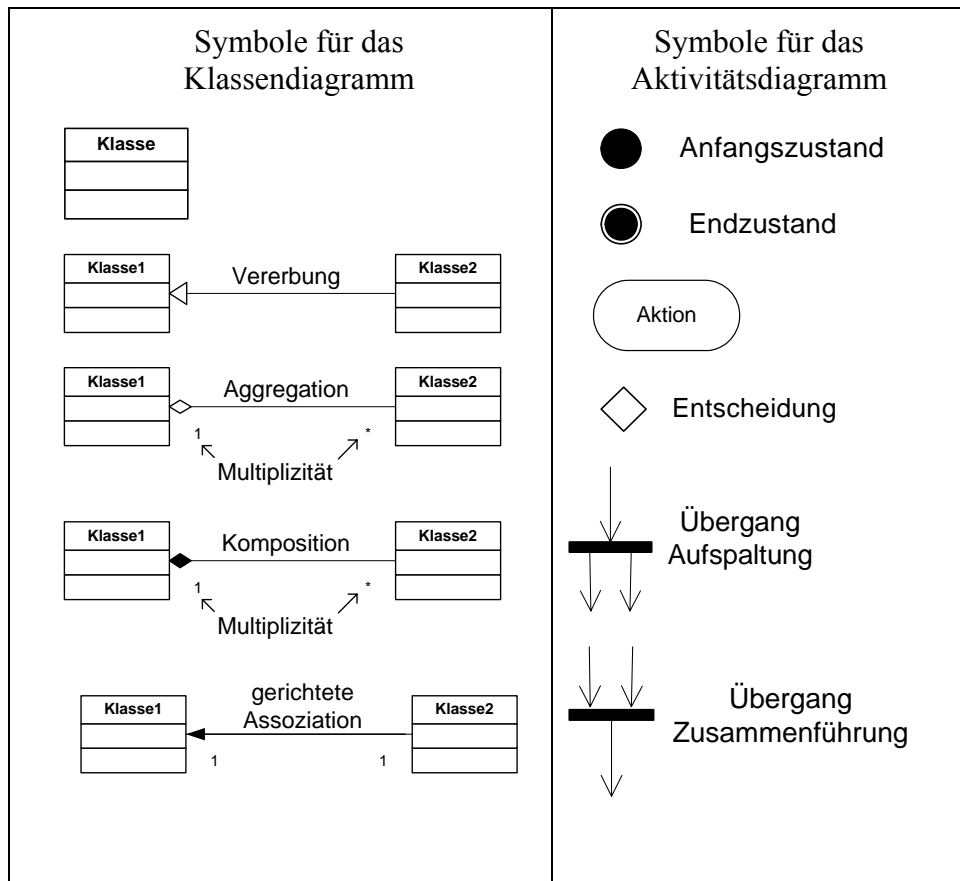 Symbole für das
Klassendiagramm
Klasse
Klasse1
Vererbung
Klasse2
Klasse1
Aggregation
Klasse2
1
*
Multiplizität
Klasse1
Komposition
Klasse2
1
*
Multiplizität
Klasse1
gerichtete
Assoziation
Klasse2
1
1
Symbole für das
Aktivitätsdiagramm
Anfangszustand
Endzustand
Aktion
Entscheidung
Übergang
Aufspaltung
Übergang
Zusammenführung